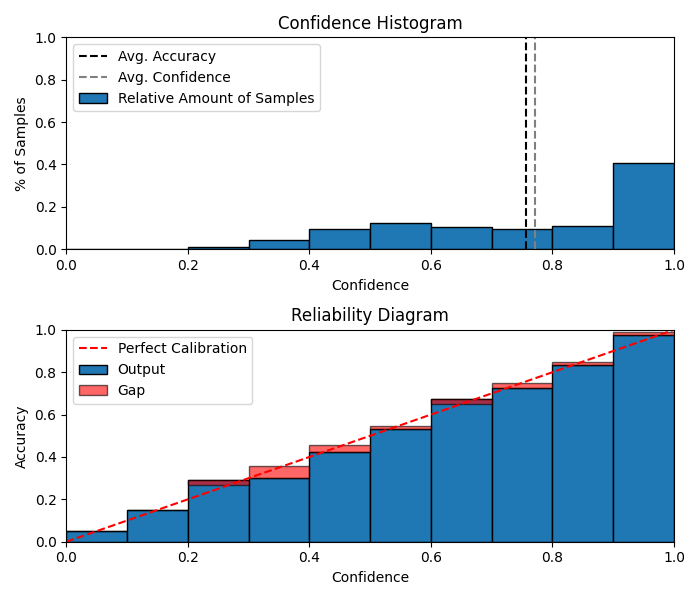 Confidence Histogram
1.0
0.8
0.6
0.4
0.2
0.0
% of Samples
Avg. Accuracy
Avg. Confidence
Relative Amount of Samples
0.0 0.2 0.4 0.6 0.8 1.0
Confidence
Reliability Diagram
1.0
0.8
0.6
0.4
0.2
0.0
Accuracy
Perfect Calibration
Output
Gap
0.0 0.2 0.4 0.6 0.8 1.0
Confidence